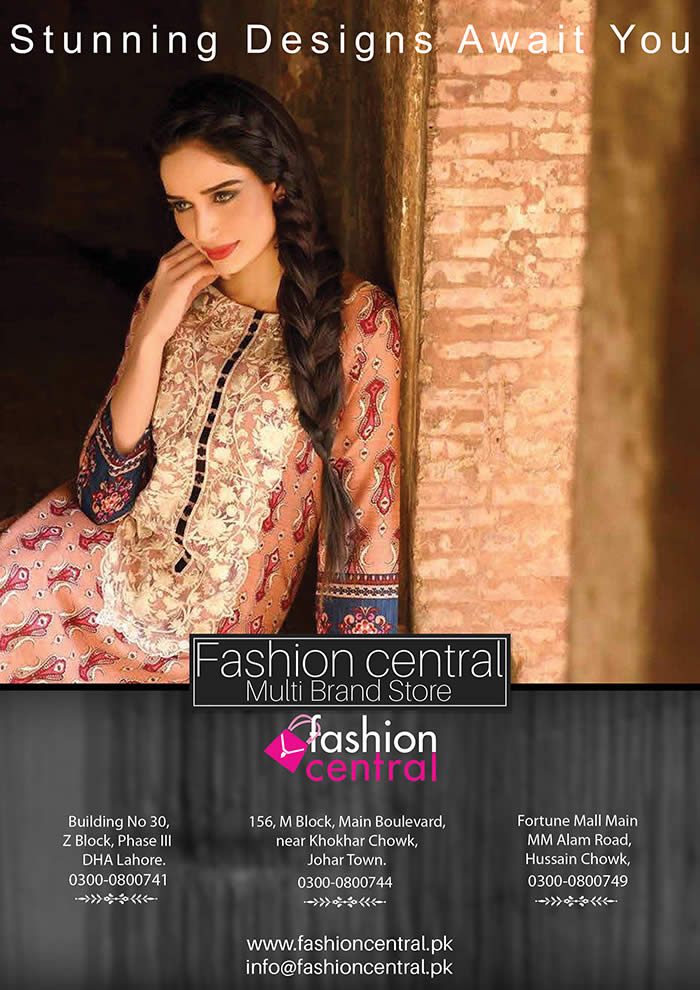 Stunning Designs Await You
Fashion central
Multi Brand Store
fashion
central
Building No 30,
Z Block, Phase III
DHA Lahore.
0300-0800741
156, M Block, Main Boulevard,
near Khokhar Chowk,
Johar Town.
0300-0800744
Fortune Mall Main
MM Alam Road,
Hussain Chowk,
0300-0800749
www.fashioncentral.pk
info@fashioncentral.pk